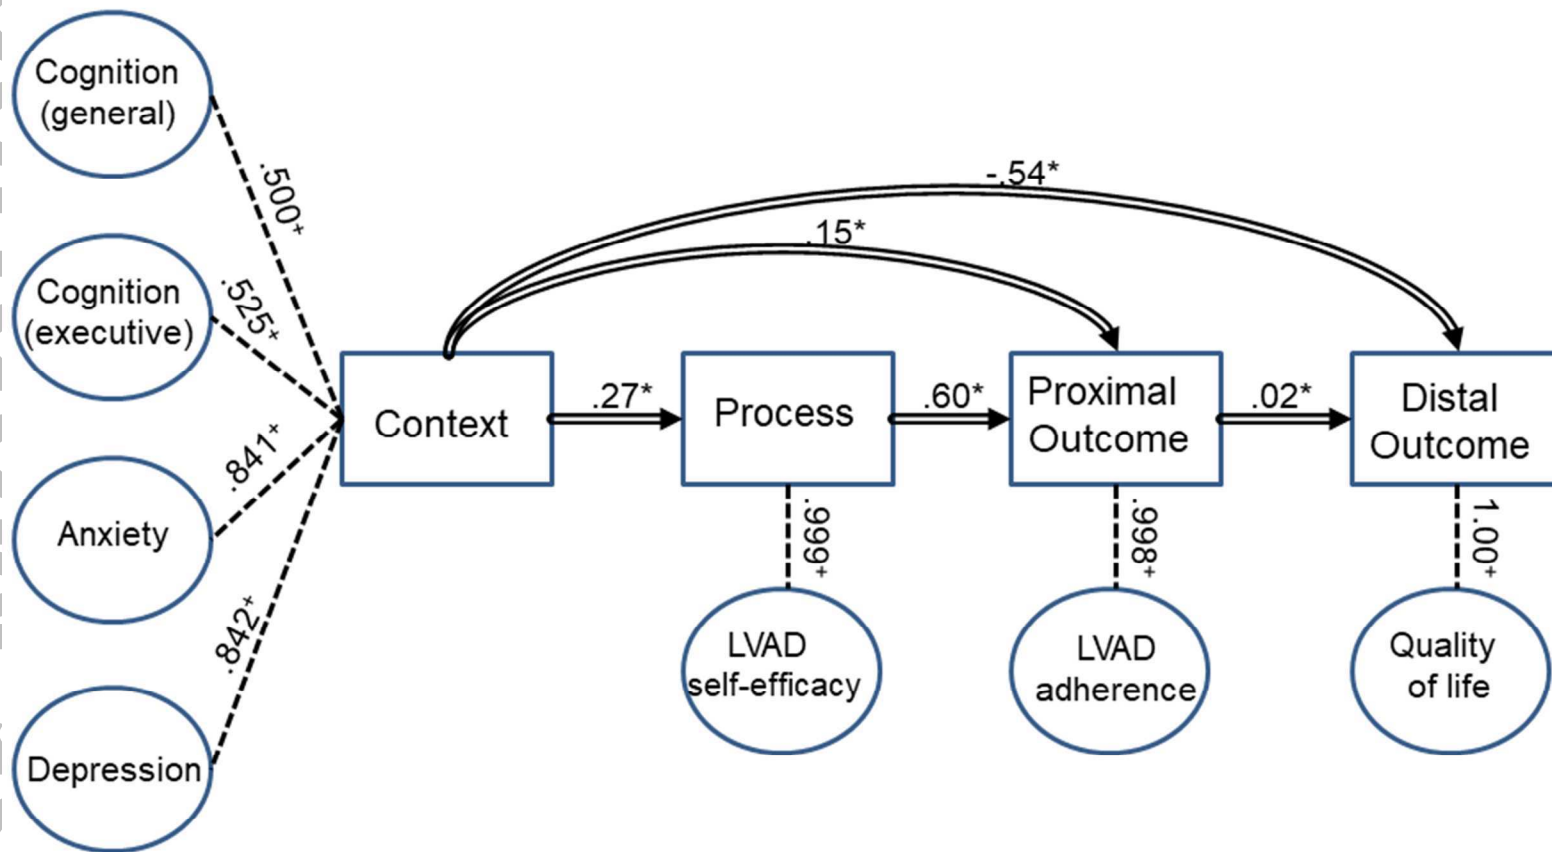 Cognition
(general)
.500+
Cognition
(executive)
.525+
Anxiety
.841+
Depression
.842+
Context
-.54*
.15*
.27*
Process
.60*
Proximal
Outcome
.02*
Distal
Outcome
.999+
.998+
1.00+
LVAD
self-efficacy
LVAD
adherence
Quality
of life